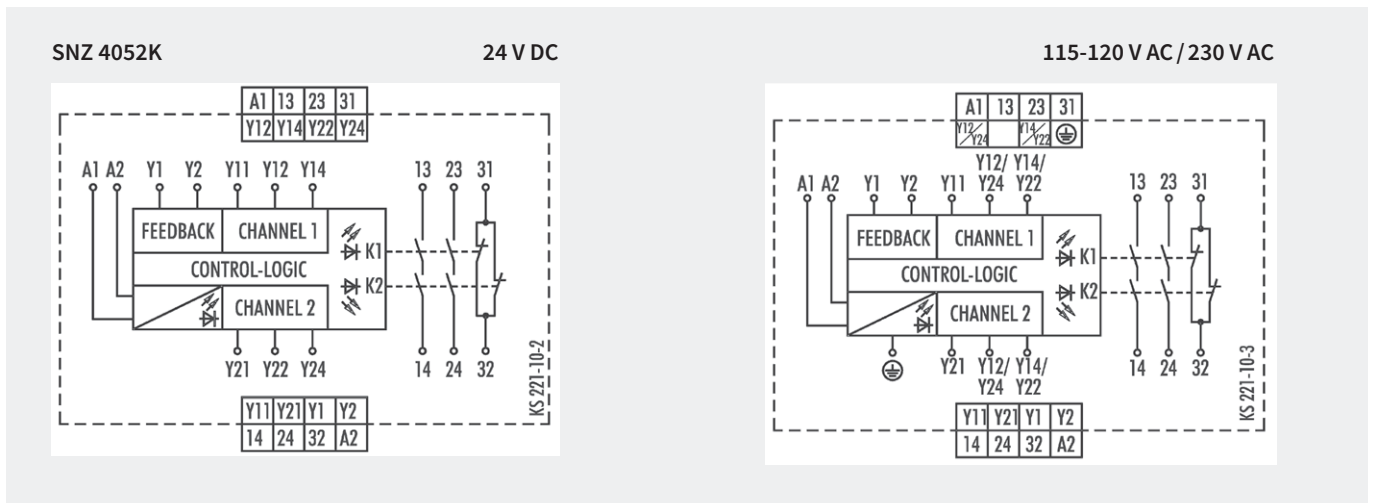 SNZ 4052K 24 V DC
A1 13 23 31
Y12 Y14 Y22 Y24
A1 A2 Y1 Y2 Y11 Y12 Y14 13 23 31
FEEDBACK CHANNEL 1
K1
CONTROL-LOGIC
K2
CHANNEL 2
Y21 Y22 Y24 14 24 32
KS 221-10-2
Y11 Y21 Y1 Y2
14 24 32 A2
115-120 V AC / 230 V AC
A1 13 23 31
Y12/Y24 Y14/Y22
Y12/ Y14/
A1 A2 Y1 Y2 Y11 Y24 Y22 13 23 31
FEEDBACK CHANNEL 1
K1
CONTROL-LOGIC
K2
CHANNEL 2
Y21 Y12/ Y14/ 14 24 32
Y24 Y22
KS 221-10-3
Y11 Y21 Y1 Y2
14 24 32 A2